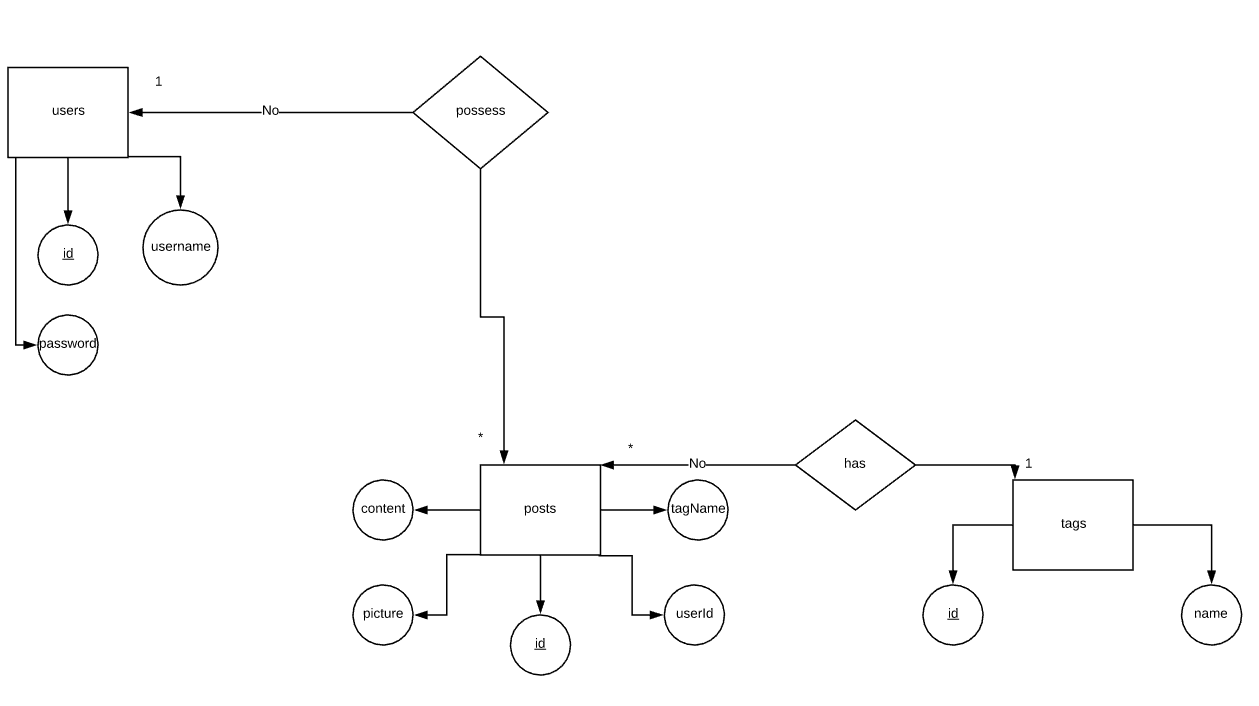 1
users
No
possess
id
username
password
*
*
No
has
1
content
posts
tagName
tags
picture
id
userId
id
name